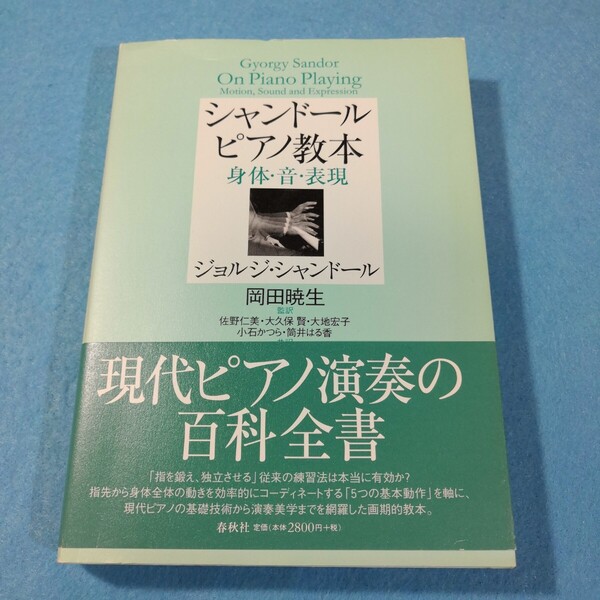 Gyorgy Sandor
On Piano Playing
Motion, Sound and Expression
シャンドール
ピアノ教本
身体・音・表現
ジョルジ・シャンドール
岡田暁生
監訳
佐野仁美・大久保 賢・大地宏子
小石かつら・筒井はる香
現代ピアノ演奏の
百科全書
「指を鍛え、独立させる」従来の練習法は本当に有効か?
指先から身体全体の動きを効率的にコーディネートする「5つの基本動作」を軸に、
現代ピアノの基礎技術から演奏美学までを網羅した画期的教本。
春秋社 定価(本体2800円+税)